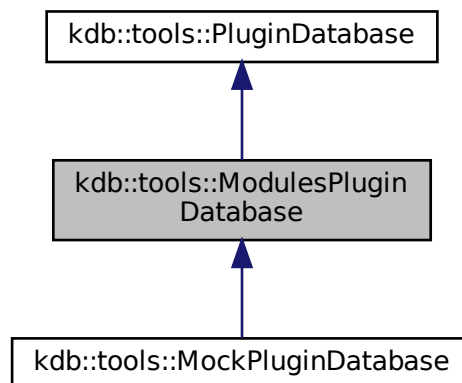 kdb::tools::PluginDatabase
kdb::tools::ModulesPlugin
Database
kdb::tools::MockPluginDatabase